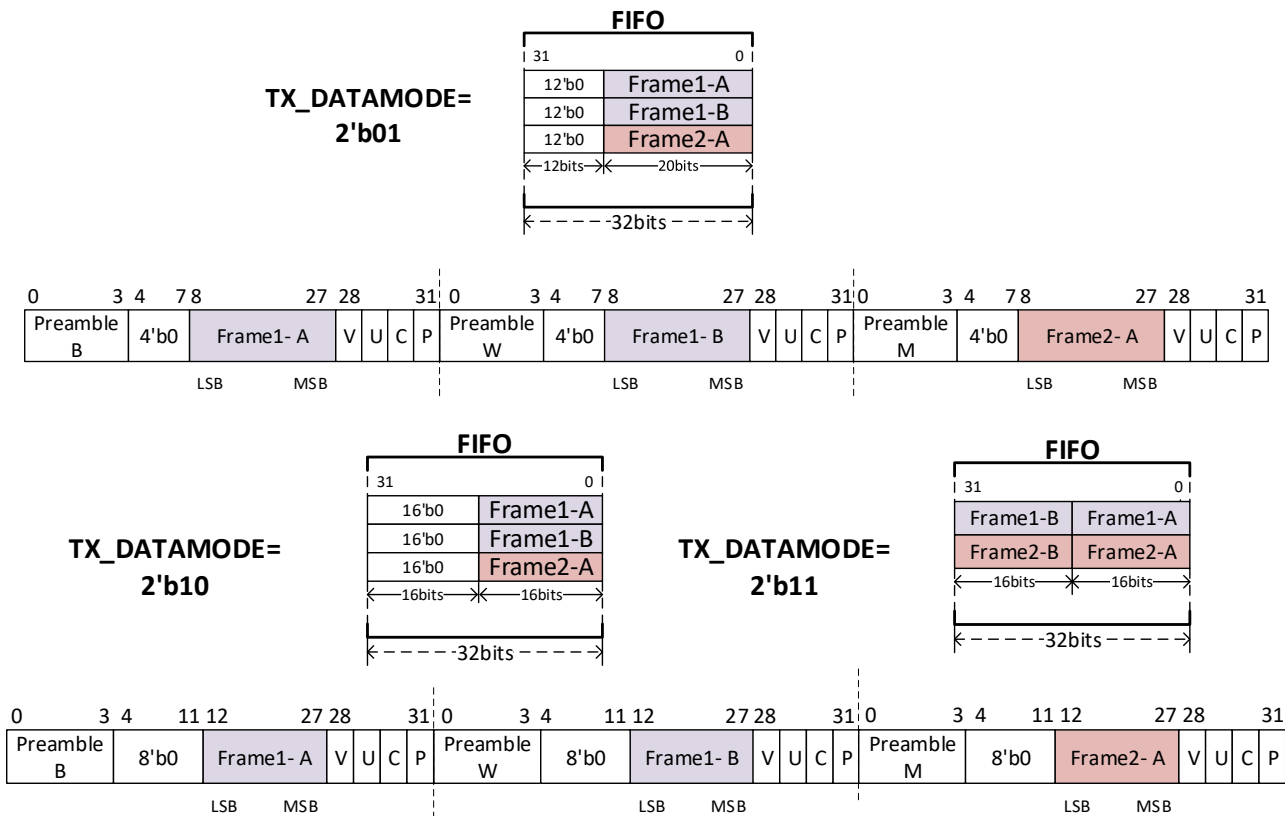 FIFO
31 0
TX_DATAMODE=
2'b01
12'b0 Frame1-A
12'b0 Frame1-B
12'b0 Frame2-A
12bits 20bits
32bits
0 3 4 7 8 27 28 31 0 3 4 7 8 27 28 31 0 3 4 7 8 27 28 31
Preamble B 4'b0 Frame1- A V U C P Preamble W 4'b0 Frame1- B V U C P Preamble M 4'b0 Frame2- A V U C P
LSB MSB LSB MSB LSB MSB
FIFO
31 0
TX_DATAMODE=
2'b10
16'b0 Frame1-A
16'b0 Frame1-B
16'b0 Frame2-A
16bits 16bits
32bits
FIFO
31 0
TX_DATAMODE=
2'b11
Frame1-B Frame1-A
Frame2-B Frame2-A
16bits 16bits
32bits
0 3 4 11 12 27 28 31 0 3 4 11 12 27 28 31 0 3 4 11 12 27 28 31
Preamble B 8'b0 Frame1- A V U C P Preamble W 8'b0 Frame1- B V U C P Preamble M 8'b0 Frame2- A V U C P
LSB MSB LSB MSB LSB MSB